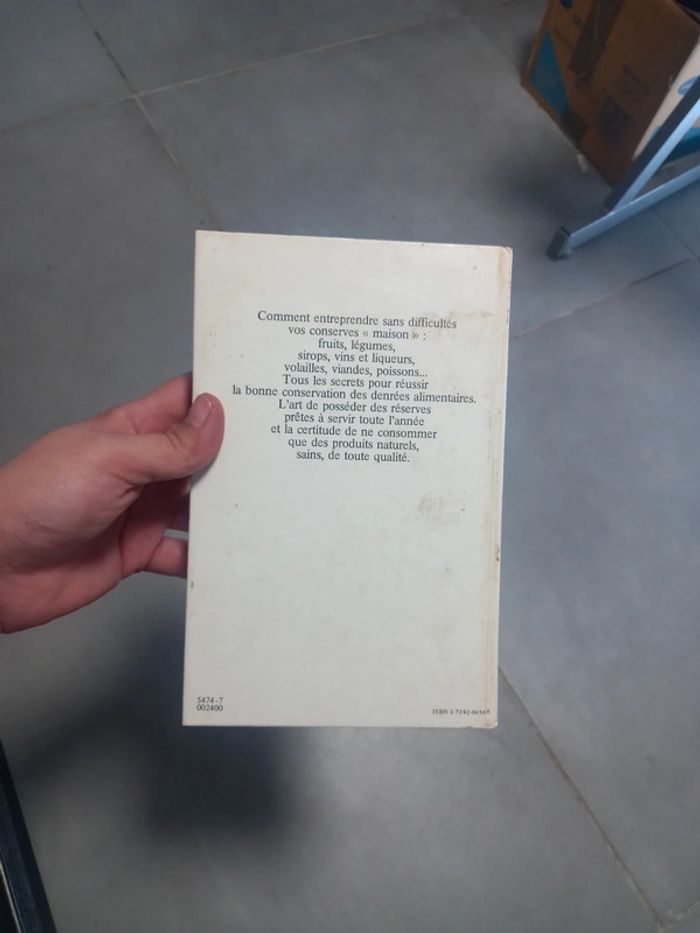 Comment entreprendre sans difficultés
vos conserves « maison » :
fruits, légumes,
sirops, vins et liqueurs,
volailles, viandes, poissons...
Tous les secrets pour réussir
la bonne conservation des denrées alimentaires.
L'art de posséder des réserves
prêtes à servir toute l'année
et la certitude de ne consommer
que des produits naturels,
sains, de toute qualité.
5474-7
002400
ISBN